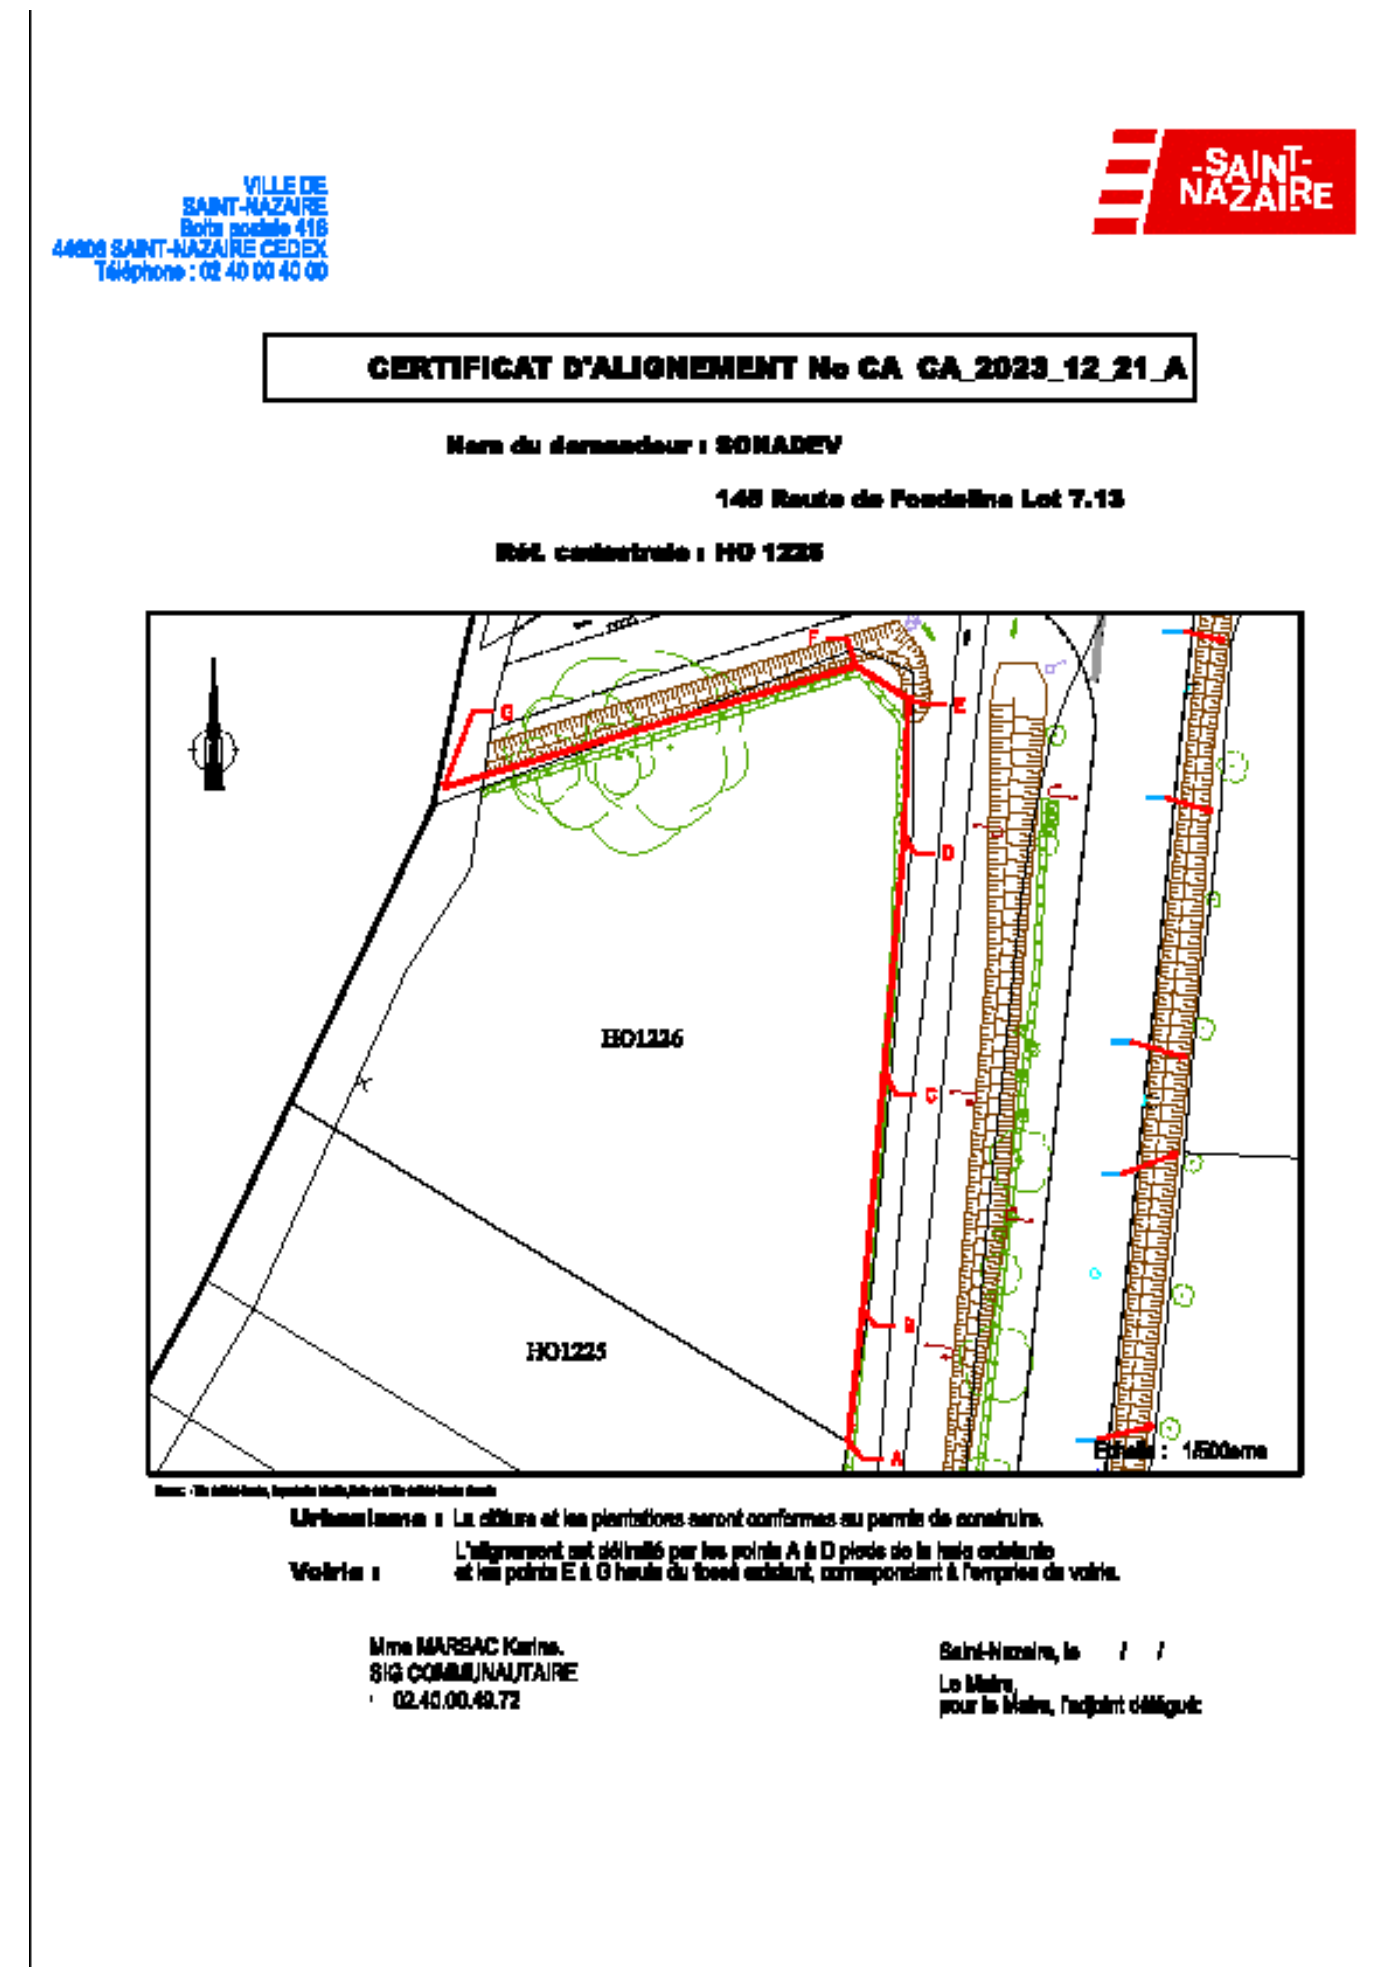 VILLE DE
SAINT-NAZAIRE
Boite postale 416
SAINT-NAZAIRE CEDEX
Téléphone : 02 40 00 40 00
-SAINT-
NAZAIRE
CERTIFICAT D'ALIGNEMENT No CA CA_2023_12_21_A
Nom du demandeur : SONADEV
Route de Fondeline Lot 7.13
Réf. cadastrale : HO
F
G
E
D
HO1226
C
B
HO1225
A
Echelle : 1/500eme
Urbanisme : La clôture et les plantations seront conformes au permis de construire.
L'alignement est délimité par les points A à D pieds de la haie existante
Voirie : et les points E à G hauts du fossé existant, correspondant à l'emprise de voirie.
Mme MARSAC Karine.
SIG COMMUNAUTAIRE
02.40.00.49.72
Saint-Nazaire, le / /
Le Maire,
pour le Maire, l'adjoint délégué: